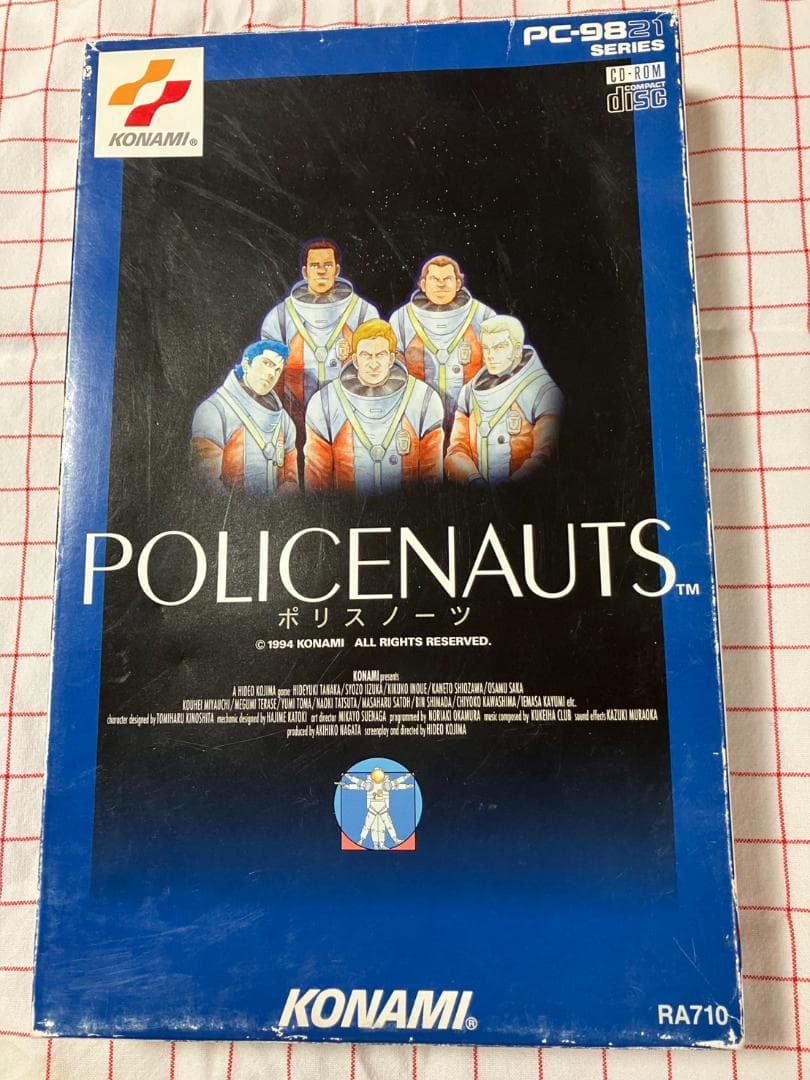 PC-9821
SERIES
CD-ROM
COMPACT
disc
KONAMI®
POLICENAUTS™
ポリスノーツ
© 1994 KONAMI ALL RIGHTS RESERVED.
KONAMI presents
A HIDEO KOJIMA game HIDEYUKI TANAKA/SYOZO IIZUKA/KIKUKO INOUE/KANETO SHIOZAWA/OSAMU SAKA
KOUHEI MIYAUCHI/MEGUMI TERASE/YUMI TOMA/NAOKI TATSUTA/MASAHARU SATOH/BIN SHIMADA/CHIYOKO KAWASHIMA/IEMASA KAYUMI etc.
character designed by TOMIHARU KINOSHITA mechanic designed by HAJIME KATOKI art director MIKAYO SUENAGA programmed by NORIAKI OKAMURA music composed by KUKEIHA CLUB sound effects KAZUKI MURAOKA
produced by AKIHIKO NAGATA screenplay and directed by HIDEO KOJIMA
KONAMI®
RA710